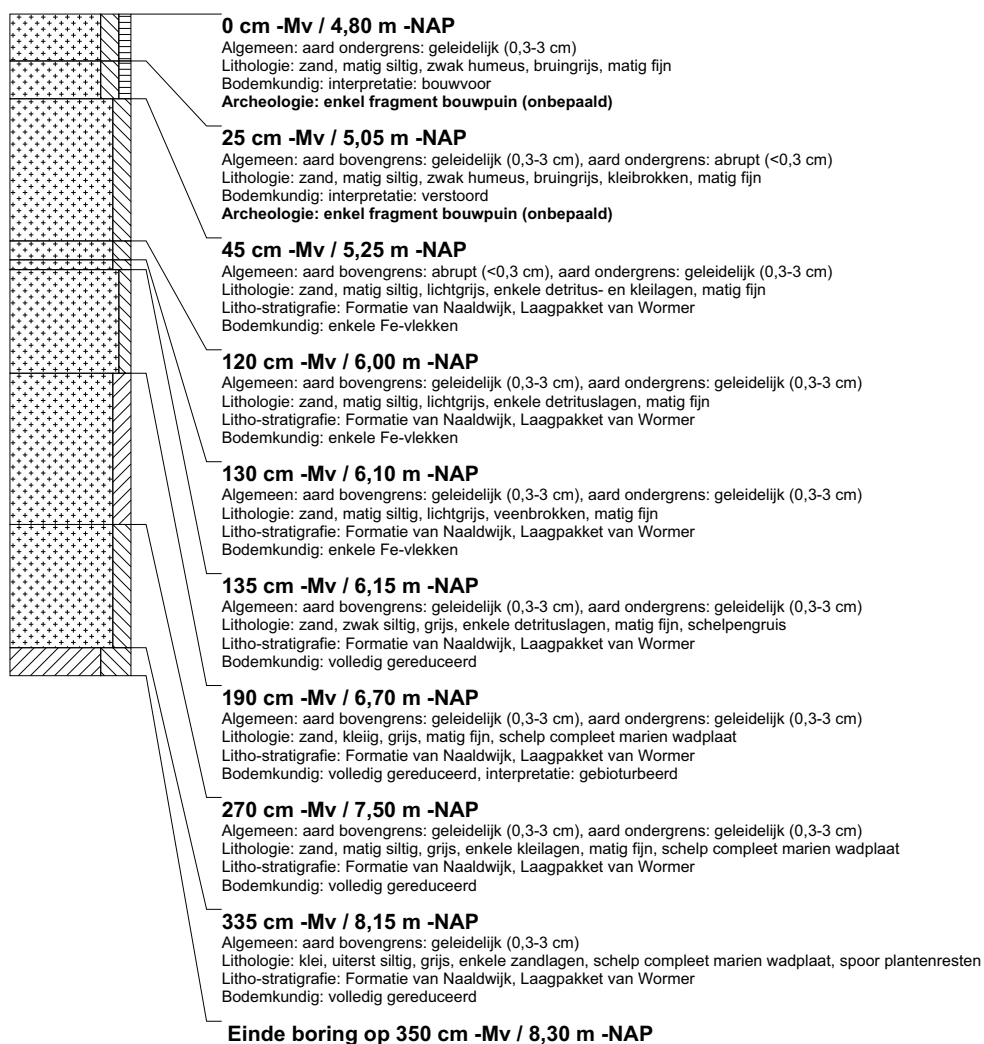 0 cm -Mv / 4,80 m -NAP
Algemeen: aard ondergrens: geleidelijk (0,3-3 cm)
Lithologie: zand, matig siltig, zwak humeus, bruingrijs, matig fijn
Bodemkundig: interpretatie: bouwvoor
Archeologie: enkel fragment bouwpuin (onbepaald)
25 cm -Mv / 5,05 m -NAP
Algemeen: aard bovengrens: geleidelijk (0,3-3 cm), aard ondergrens: abrupt (<0,3 cm)
Lithologie: zand, matig siltig, zwak humeus, bruingrijs, kleibrokken, matig fijn
Bodemkundig: interpretatie: verstoord
Archeologie: enkel fragment bouwpuin (onbepaald)
45 cm -Mv / 5,25 m -NAP
Algemeen: aard bovengrens: abrupt (<0,3 cm), aard ondergrens: geleidelijk (0,3-3 cm)
Lithologie: zand, matig siltig, lichtgrijs, enkele detritus- en kleilagen, matig fijn
Litho-stratigrafie: Formatie van Naaldwijk, Laagpakket van Wormer
Bodemkundig: enkele Fe-vlekken
120 cm -Mv / 6,00 m -NAP
Algemeen: aard bovengrens: geleidelijk (0,3-3 cm), aard ondergrens: geleidelijk (0,3-3 cm)
Lithologie: zand, matig siltig, lichtgrijs, enkele detrituslagen, matig fijn
Litho-stratigrafie: Formatie van Naaldwijk, Laagpakket van Wormer
Bodemkundig: enkele Fe-vlekken
130 cm -Mv / 6,10 m -NAP
Algemeen: aard bovengrens: geleidelijk (0,3-3 cm), aard ondergrens: geleidelijk (0,3-3 cm)
Lithologie: zand, matig siltig, lichtgrijs, veenbrokken, matig fijn
Litho-stratigrafie: Formatie van Naaldwijk, Laagpakket van Wormer
Bodemkundig: enkele Fe-vlekken
135 cm -Mv / 6,15 m -NAP
Algemeen: aard bovengrens: geleidelijk (0,3-3 cm), aard ondergrens: geleidelijk (0,3-3 cm)
Lithologie: zand, zwak siltig, grijs, enkele detrituslagen, matig fijn, schelpengruis
Litho-stratigrafie: Formatie van Naaldwijk, Laagpakket van Wormer
Bodemkundig: volledig gereduceerd
190 cm -Mv / 6,70 m -NAP
Algemeen: aard bovengrens: geleidelijk (0,3-3 cm), aard ondergrens: geleidelijk (0,3-3 cm)
Lithologie: zand, kleiig, grijs, matig fijn, schelp compleet marien wadplaat
Litho-stratigrafie: Formatie van Naaldwijk, Laagpakket van Wormer
Bodemkundig: volledig gereduceerd, interpretatie: gebioturbeerd
270 cm -Mv / 7,50 m -NAP
Algemeen: aard bovengrens: geleidelijk (0,3-3 cm), aard ondergrens: geleidelijk (0,3-3 cm)
Lithologie: zand, matig siltig, grijs, enkele kleilagen, matig fijn, schelp compleet marien wadplaat
Litho-stratigrafie: Formatie van Naaldwijk, Laagpakket van Wormer
Bodemkundig: volledig gereduceerd
335 cm -Mv / 8,15 m -NAP
Algemeen: aard bovengrens: geleidelijk (0,3-3 cm)
Lithologie: klei, uiterst siltig, grijs, enkele zandlagen, schelp compleet marien wadplaat, spoor plantenresten
Litho-stratigrafie: Formatie van Naaldwijk, Laagpakket van Wormer
Bodemkundig: volledig gereduceerd
Einde boring op 350 cm -Mv / 8,30 m -NAP